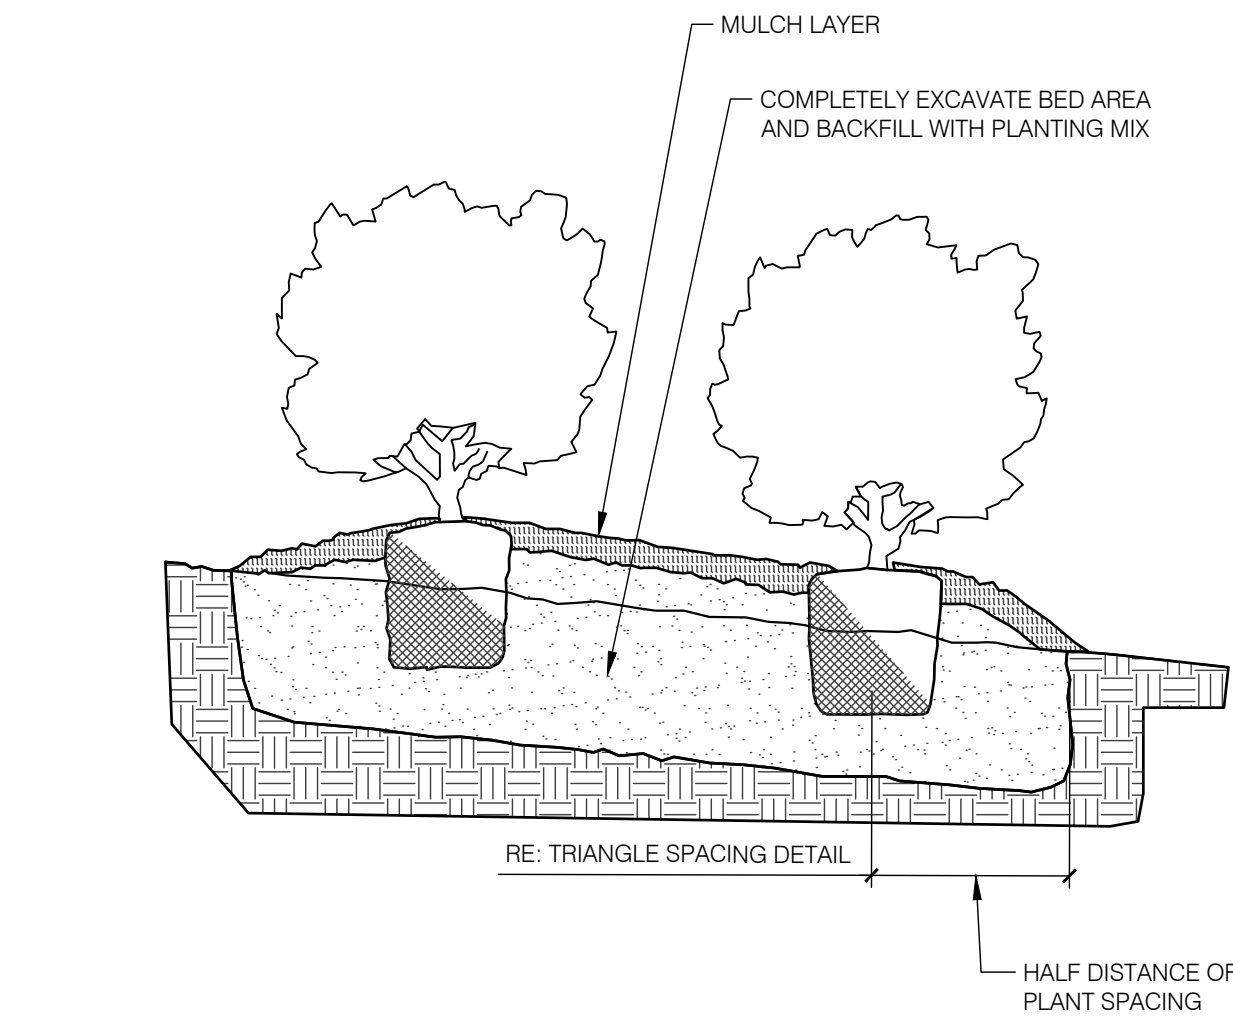 MULCH LAYER
COMPLETELY EXCAVATE BED AREA
AND BACKFILL WITH PLANTING MIX
RE: TRIANGLE SPACING DETAIL
HALF DISTANCE OF
PLANT SPACING